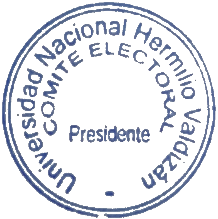 Universidad Nacional Hermilio Valdizán
COMITE ELECTORAL
Presidente
-